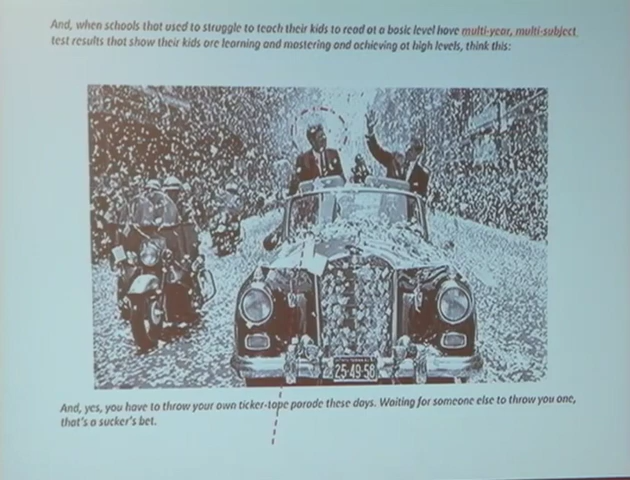 And, when schools that used to struggle to teach their kids to read at a basic level have multi-year, multi-subject
test results that show their kids are learning and mastering and achieving at high levels, think this:
25-49-58
And, yes, you have to throw your own ticker-tape parade these days. Waiting for someone else to throw you one,
that's a sucker's bet.